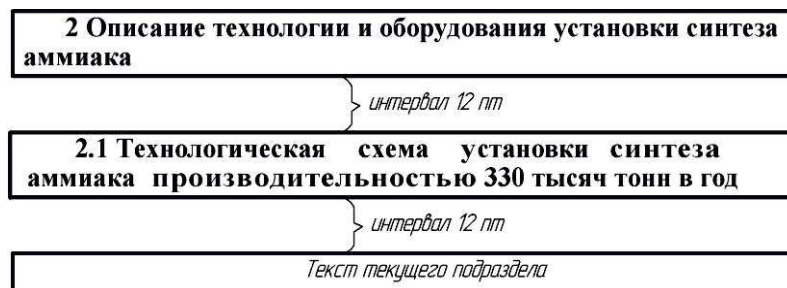 2 Описание технологии и оборудования установки синтеза
аммиака
интервал 12 пт
2.1 Технологическая схема установки синтеза
аммиака производительностью 330 тысяч тонн в год
интервал 12 пт
Текст текущего подраздела